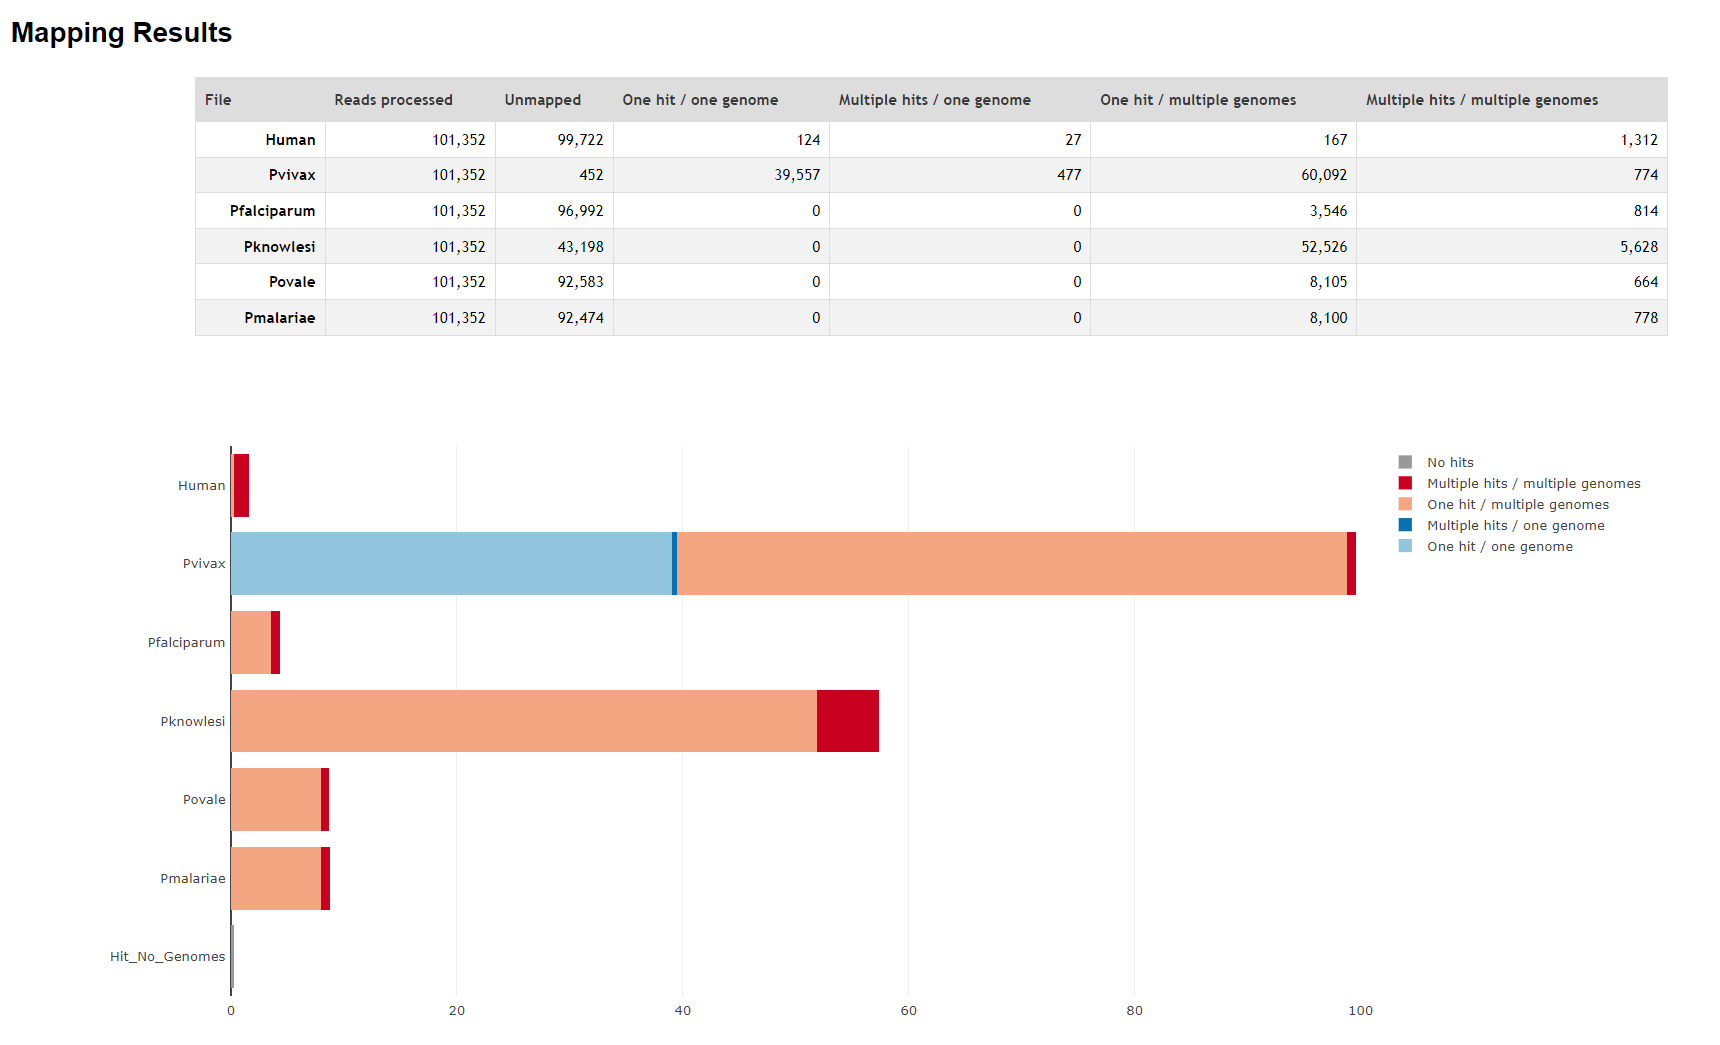 Mapping Results
File Reads processed Unmapped One hit / one genome Multiple hits / one genome One hit / multiple genomes Multiple hits / multiple genomes
Human 101,352 99,722 124 27 167 1,312
Pvivax 101,352 452 39,557 477 60,092 774
Pfalciparum 101,352 96,992 0 0 3,546 814
Pknowlesi 101,352 43,198 0 0 52,526 5,628
Povale 101,352 92,583 0 0 8,105 664
Pmalariae 101,352 92,474 0 0 8,100 778
No hits
Multiple hits / multiple genomes
One hit / multiple genomes
Multiple hits / one genome
One hit / one genome
Human
Pvivax
Pfalciparum
Pknowlesi
Povale
Pmalariae
Hit_No_Genomes
0 20 40 60 80 100